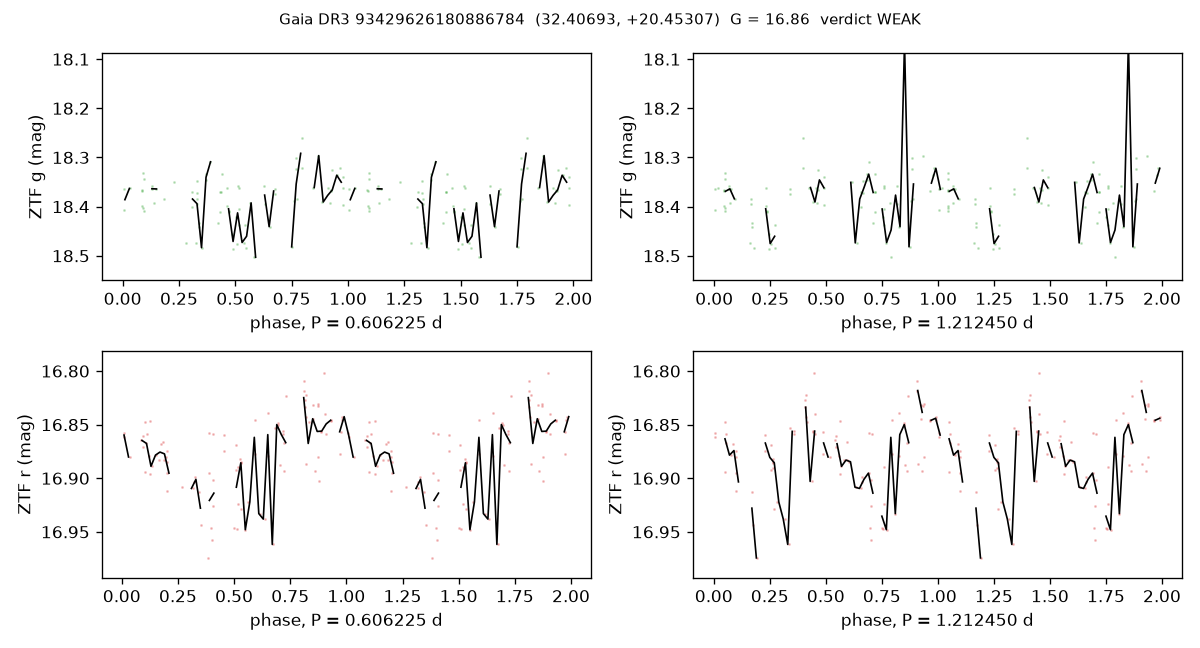 Gaia DR3 93429626180886784 (32.40693, +20.45307) G = 16.86 verdict WEAK
18.1
18.2
18.3
18.4
18.5
ZTF g (mag)
0.00 0.25 0.50 0.75 1.00 1.25 1.50 1.75 2.00
phase, P = 0.606225 d
18.1
18.2
18.3
18.4
18.5
ZTF g (mag)
0.00 0.25 0.50 0.75 1.00 1.25 1.50 1.75 2.00
phase, P = 1.212450 d
16.80
16.85
16.90
16.95
ZTF r (mag)
0.00 0.25 0.50 0.75 1.00 1.25 1.50 1.75 2.00
phase, P = 0.606225 d
16.80
16.85
16.90
16.95
ZTF r (mag)
0.00 0.25 0.50 0.75 1.00 1.25 1.50 1.75 2.00
phase, P = 1.212450 d